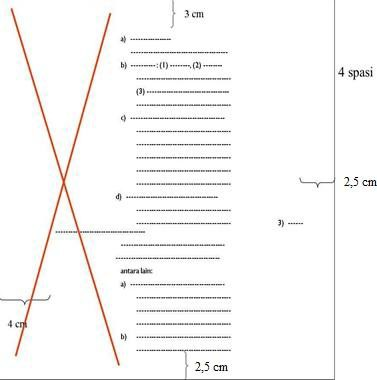 3 cm
a) ----------------
4 spasi
b) ----------: (1) --------, (2) --------
(3) ---------------------------------
c) --------------------------------------
2,5 cm
d) -------------------------------------
3) ------
antara lain:
a) --------------------------------------
4 cm
b) --------------------------------------
2,5 cm